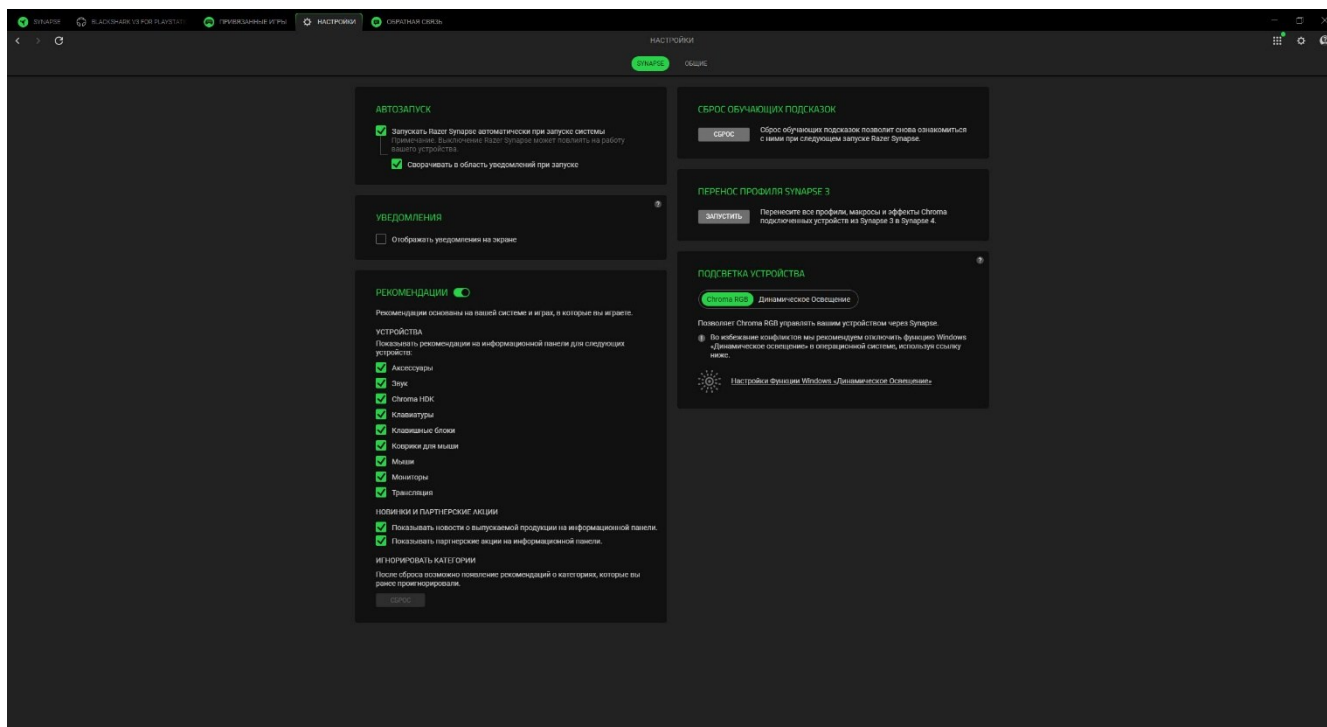 SYNAPSE
BLACKSHARK V3 FOR PLAYSTATI
ПРИВЯЗАННЫЕ ИГРЫ
НАСТРОЙКИ
ОБРАТНАЯ СВЯЗЬ
НАСТРОЙКИ
SYNAPSE
ОБЩИЕ
АВТОЗАПУСК
Запускать Razer Synapse автоматически при запуске системы
Примечание. Выключение Razer Synapse может повлиять на работу
вашего устройства.
Сворачивать в область уведомлений при запуске
УВЕДОМЛЕНИЯ
Отображать уведомления на экране
РЕКОМЕНДАЦИИ
Рекомендации основаны на вашей системе и играх, в которые вы играете.
УСТРОЙСТВА
Показывать рекомендации на информационной панели для следующих
устройств:
Аксессуары
Звук
Chroma HDK
Клавиатуры
Клавишные блоки
Коврики для мыши
Мыши
Мониторы
Трансляция
НОВИНКИ И ПАРТНЕРСКИЕ АКЦИИ
Показывать новости о выпускаемой продукции на информационной панели.
Показывать партнерские акции на информационной панели.
ИГНОРИРОВАТЬ КАТЕГОРИИ
После сброса возможно появление рекомендаций о категориях, которые вы
ранее проигнорировали.
СБРОС
СБРОС ОБУЧАЮЩИХ ПОДСКАЗОК
СБРОС
Сброс обучающих подсказок позволит снова ознакомиться
с ними при следующем запуске Razer Synapse.
ПЕРЕНОС ПРОФИЛЯ SYNAPSE 3
ЗАПУСТИТЬ
Перенесите все профили, макросы и эффекты Chroma
подключенных устройств из Synapse 3 в Synapse 4.
ПОДСВЕТКА УСТРОЙСТВА
Chroma RGB
Динамическое Освещение
Позволяет Chroma RGB управлять вашим устройством через Synapse.
Во избежание конфликтов мы рекомендуем отключить функцию Windows
«Динамическое освещение» в операционной системе, используя ссылку
ниже.
Настройки Функции Windows «Динамическое Освещение»